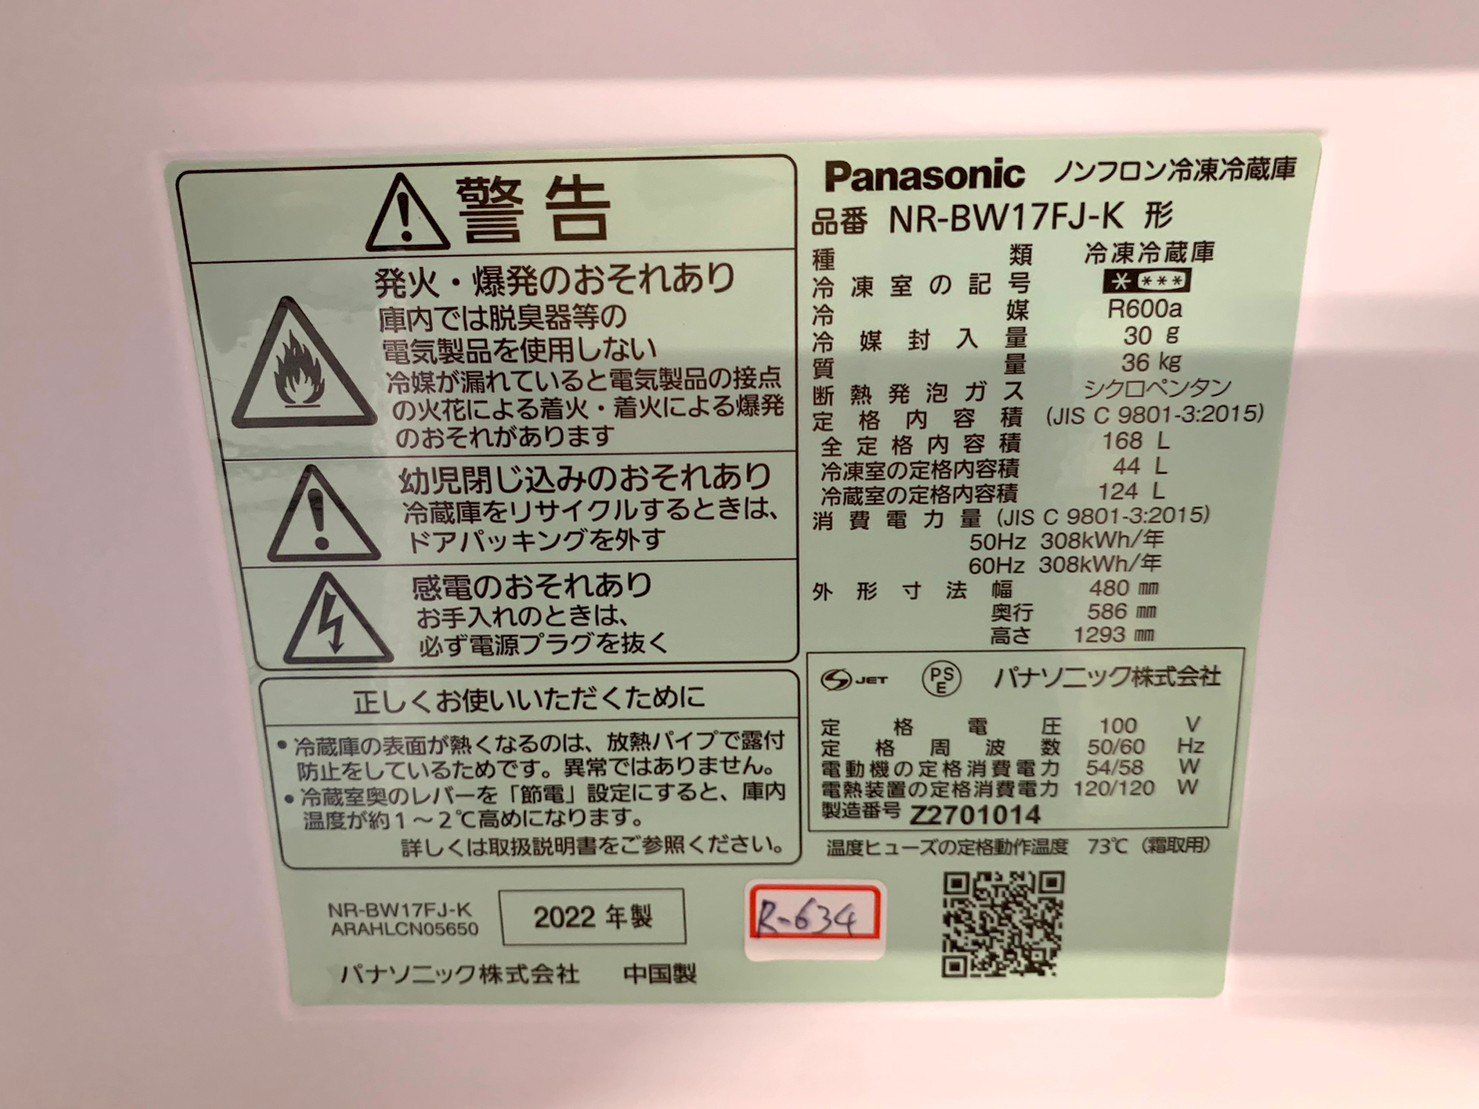 警告
発火・爆発のおそれあり
庫内では脱臭器等の
電気製品を使用しない
冷媒が漏れていると電気製品の接点
の火花による着火・着火による爆発
のおそれがあります
幼児閉じ込みのおそれあり
冷蔵庫をリサイクルするときは、
ドアパッキングを外す
感電のおそれあり
お手入れのときは、
必ず電源プラグを抜く
正しくお使いいただくために
• 冷蔵庫の表面が熱くなるのは、放熱パイプで露付
防止をしているためです。異常ではありません。
• 冷蔵室奥のレバーを「節電」設定にすると、庫内
温度が約1～2℃高めになります。
詳しくは取扱説明書をご参照ください。
NR-BW17FJ-K
ARAHLCN05650
2022 年製
パナソニック株式会社 中国製
R-634
Panasonic ノンフロン冷凍冷蔵庫
品番 NR-BW17FJ-K 形
種類 冷凍冷蔵庫
冷凍室の記号 * ***
冷媒 R600a
冷媒封入量 30 g
質量 36 kg
断熱発泡ガス シクロペンタン
定格内容積 (JIS C 9801-3:2015)
全定格内容積 168 L
冷凍室の定格内容積 44 L
冷蔵室の定格内容積 124 L
消費電力量 (JIS C 9801-3:2015)
50Hz 308kWh/年
60Hz 308kWh/年
外形寸法 幅 480 ㎜
奥行 586 ㎜
高さ 1293 ㎜
S JET PSE パナソニック株式会社
定格電圧 100 V
定格周波数 50/60 Hz
電動機の定格消費電力 54/58 W
電熱装置の定格消費電力 120/120 W
製造番号 Z2701014
温度ヒューズの定格動作温度 73℃（霜取用）